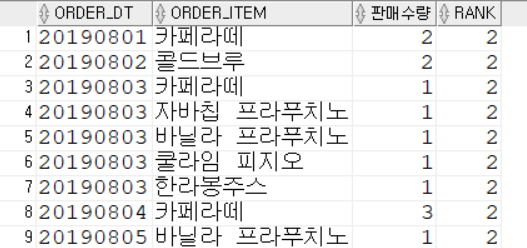 ORDER_DT ORDER_ITEM 판매수량 RANK
1 20190801 카페라떼 2 2
2 20190802 콜드브루 2 2
3 20190803 카페라떼 1 2
4 20190803 자바칩 프라푸치노 1 2
5 20190803 바닐라 프라푸치노 1 2
6 20190803 쿨라임 피지오 1 2
7 20190803 한라봉주스 1 2
8 20190804 카페라떼 3 2
9 20190805 바닐라 프라푸치노 1 2